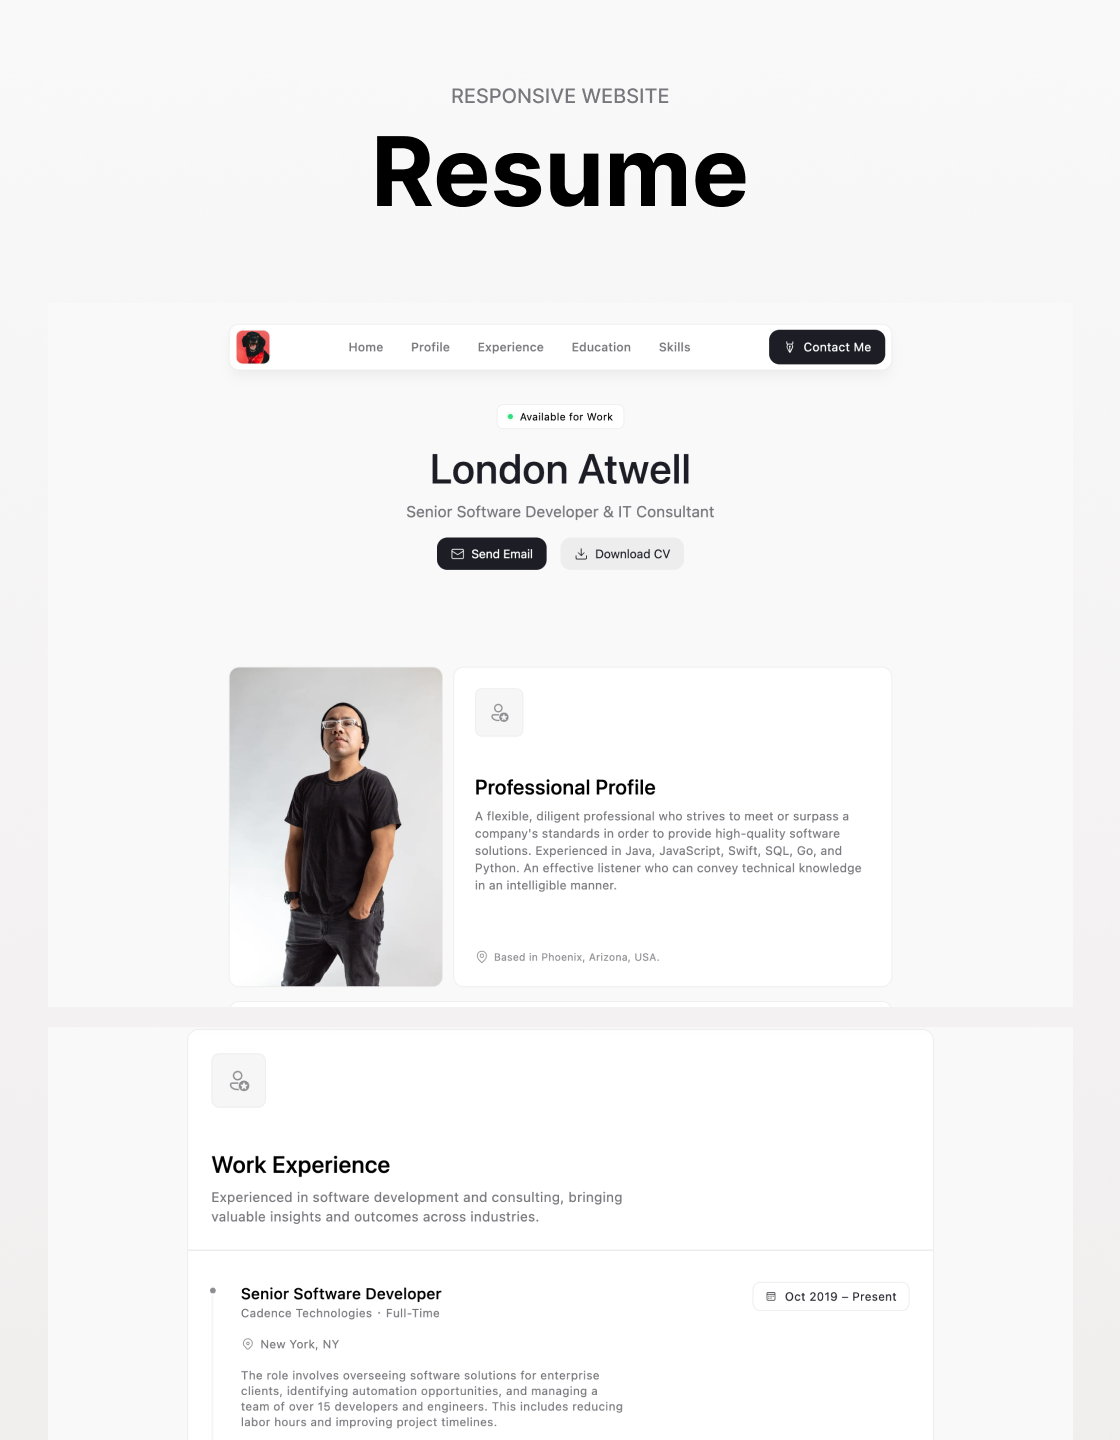 RESPONSIVE WEBSITE
Resume
Home Profile Experience Education Skills Contact Me
Available for Work
London Atwell
Senior Software Developer & IT Consultant
Send Email Download CV
Professional Profile
A flexible, diligent professional who strives to meet or surpass a
company's standards in order to provide high-quality software
solutions. Experienced in Java, JavaScript, Swift, SQL, Go, and
Python. An effective listener who can convey technical knowledge
in an intelligible manner.
Based in Phoenix, Arizona, USA.
Work Experience
Experienced in software development and consulting, bringing
valuable insights and outcomes across industries.
Senior Software Developer
Oct 2019 – Present
Cadence Technologies · Full-Time
New York, NY
The role involves overseeing software solutions for enterprise
clients, identifying automation opportunities, and managing a
team of over 15 developers and engineers. This includes reducing
labor hours and improving project timelines.